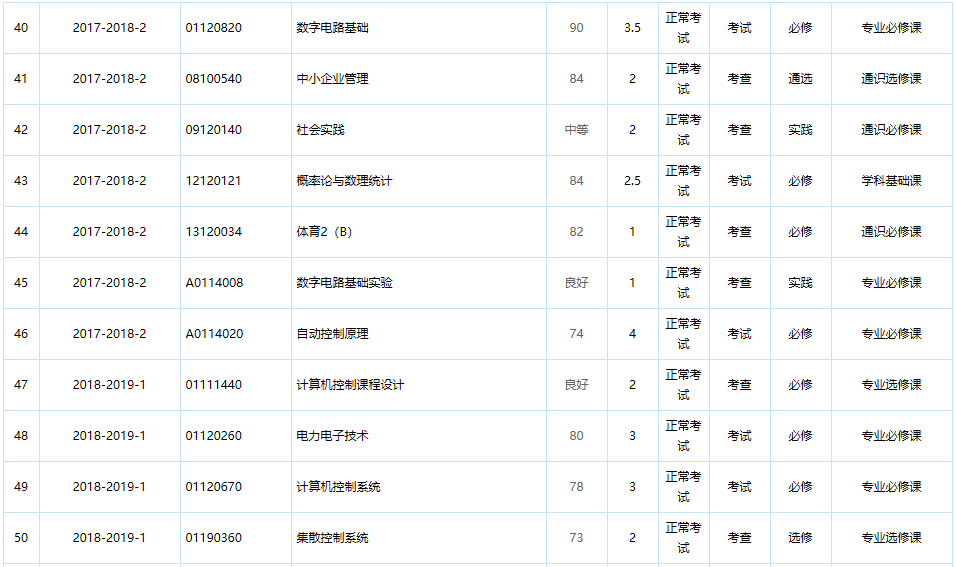 40 2017-2018-2 01120820 数字电路基础 90 3.5 正常考试 考试 必修 专业必修课
41 2017-2018-2 08100540 中小企业管理 84 2 正常考试 考查 通选 通识选修课
42 2017-2018-2 09120140 社会实践 中等 2 正常考试 考查 实践 通识必修课
43 2017-2018-2 12120121 概率论与数理统计 84 2.5 正常考试 考试 必修 学科基础课
44 2017-2018-2 13120034 体育2（B） 82 1 正常考试 考查 必修 通识必修课
45 2017-2018-2 A0114008 数字电路基础实验 良好 1 正常考试 考查 实践 专业必修课
46 2017-2018-2 A0114020 自动控制原理 74 4 正常考试 考试 必修 专业必修课
47 2018-2019-1 01111440 计算机控制课程设计 良好 2 正常考试 考查 必修 专业选修课
48 2018-2019-1 01120260 电力电子技术 80 3 正常考试 考试 必修 专业必修课
49 2018-2019-1 01120670 计算机控制系统 78 3 正常考试 考试 必修 专业必修课
50 2018-2019-1 01190360 集散控制系统 73 2 正常考试 考查 选修 专业选修课